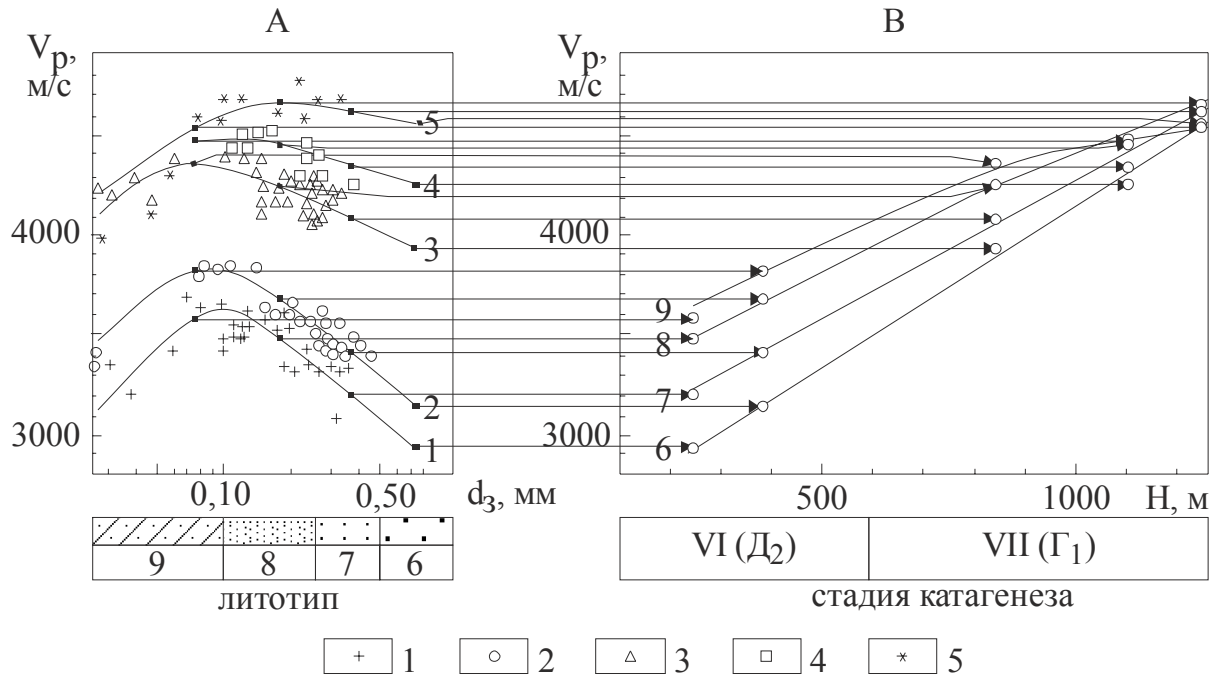 А
В
Vp,
м/с
Vp,
м/с
5
4
4000
4000
3
9
8
2
7
3000
1
3000
6
0,10
0,50
dз, мм
500
1000
H, м
9
8
7
6
VI (Д2)
VII (Г1)
литотип
стадия катагенеза
1
2
3
4
5